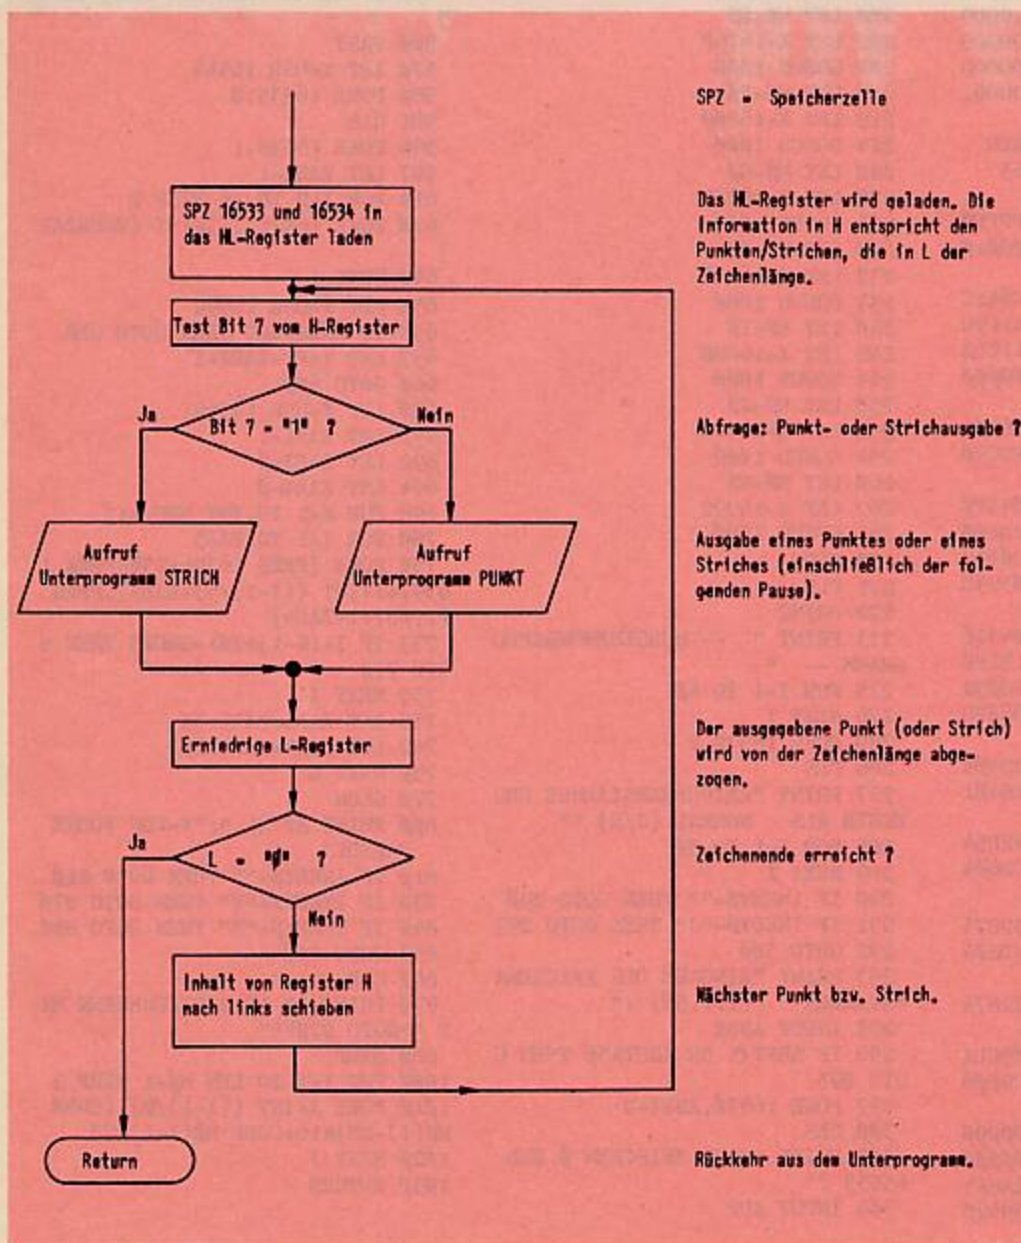 SPZ = Speicherzelle
SPZ 16533 und 16534 in
das HL-Register laden
Das HL-Register wird geladen. Die
Information in H entspricht den
Punkten/Strichen, die in L der
Zeichenlänge.
Test Bit 7 vom H-Register
Ja
Bit 7 = "1" ?
Nein
Abfrage: Punkt- oder Strichausgabe ?
Aufruf
Unterprogramm STRICH
Aufruf
Unterprogramm PUNKT
Ausgabe eines Punktes oder eines
Striches (einschließlich der fol-
genden Pause).
Erniedrige L-Register
Der ausgegebene Punkt (oder Strich)
wird von der Zeichenlänge abge-
zogen.
Ja
L = "0" ?
Zeichenende erreicht ?
Nein
Inhalt von Register H
nach links schieben
Nächster Punkt bzw. Strich.
Return
Rückkehr aus dem Unterprogramm.